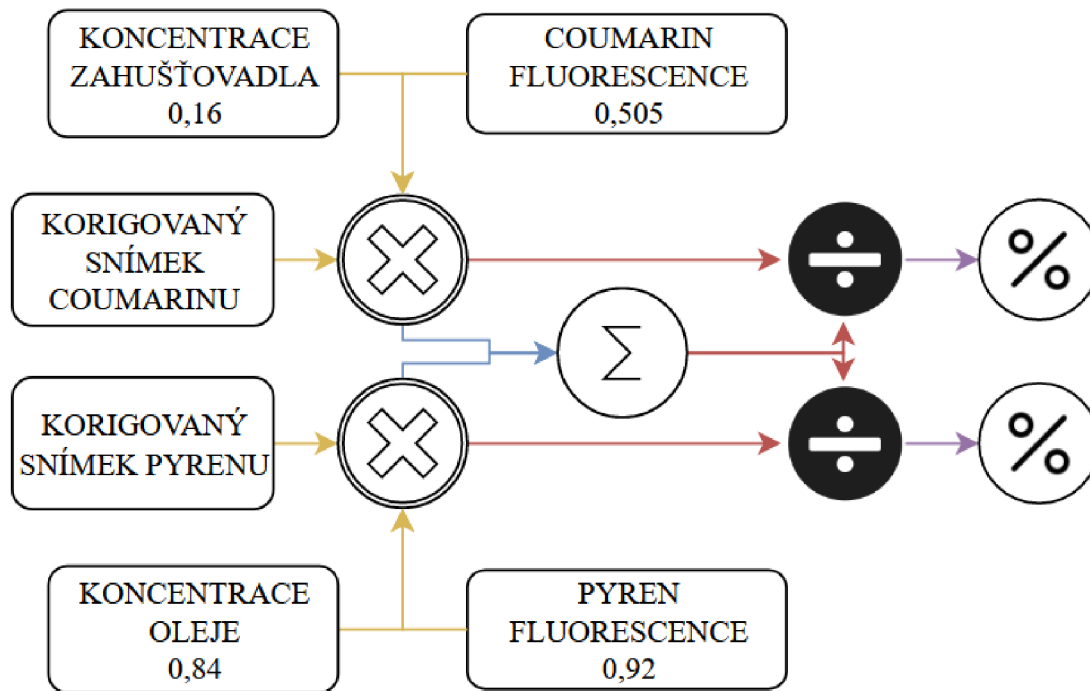 KONCENTRACE
ZAHUŠŤOVADLA
0,16
COUMARIN
FLUORESCENCE
0,505
KORIGOVANÝ
SNÍMEK
COUMARINU
Σ
%
KORIGOVANÝ
SNÍMEK PYRENU
%
KONCENTRACE
OLEJE
0,84
PYREN
FLUORESCENCE
0,92